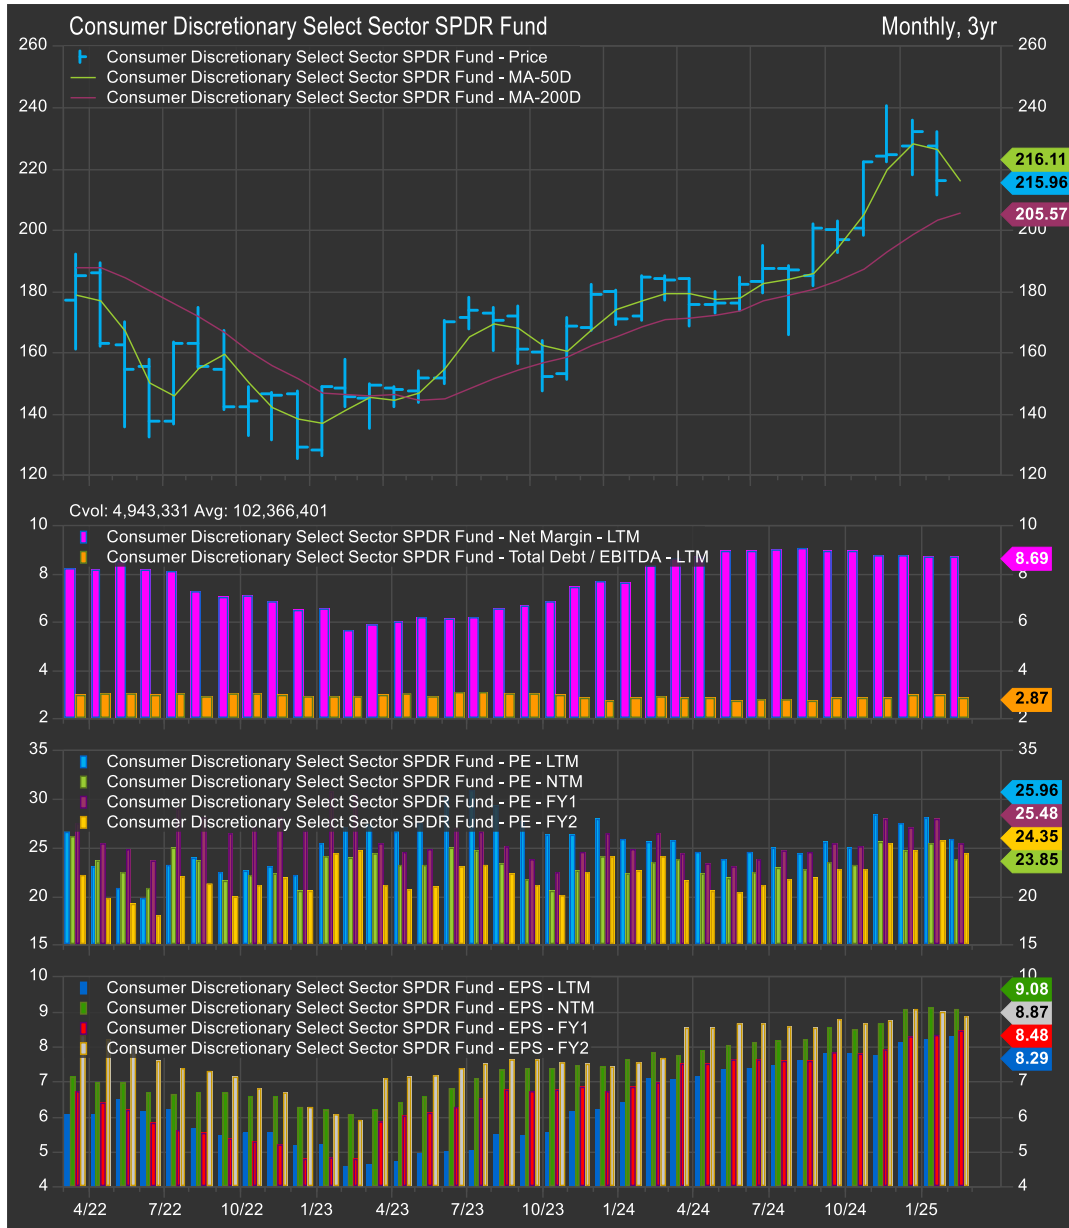 Consumer Discretionary Select Sector SPDR Fund Monthly, 3yr
260 260
Consumer Discretionary Select Sector SPDR Fund - Price
Consumer Discretionary Select Sector SPDR Fund - MA-50D
Consumer Discretionary Select Sector SPDR Fund - MA-200D
240 240
220 220
216.11
215.96
205.57
200 200
180 180
160 160
140 140
120 120
Cvol: 4,943,331 Avg: 102,366,401
10 10
Consumer Discretionary Select Sector SPDR Fund - Net Margin - LTM
Consumer Discretionary Select Sector SPDR Fund - Total Debt / EBITDA - LTM
8.69
8 8
6 6
4 4
2.87
2 2
35 35
Consumer Discretionary Select Sector SPDR Fund - PE - LTM
Consumer Discretionary Select Sector SPDR Fund - PE - NTM
Consumer Discretionary Select Sector SPDR Fund - PE - FY1
Consumer Discretionary Select Sector SPDR Fund - PE - FY2
30
25.96
25.48
25
24.35
23.85
20 20
15 15
10 10
Consumer Discretionary Select Sector SPDR Fund - EPS - LTM
Consumer Discretionary Select Sector SPDR Fund - EPS - NTM
Consumer Discretionary Select Sector SPDR Fund - EPS - FY1
Consumer Discretionary Select Sector SPDR Fund - EPS - FY2
9.08
9
8.87
8.48
8
8.29
7 7
6 6
5 5
4 4
4/22 7/22 10/22 1/23 4/23 7/23 10/23 1/24 4/24 7/24 10/24 1/25